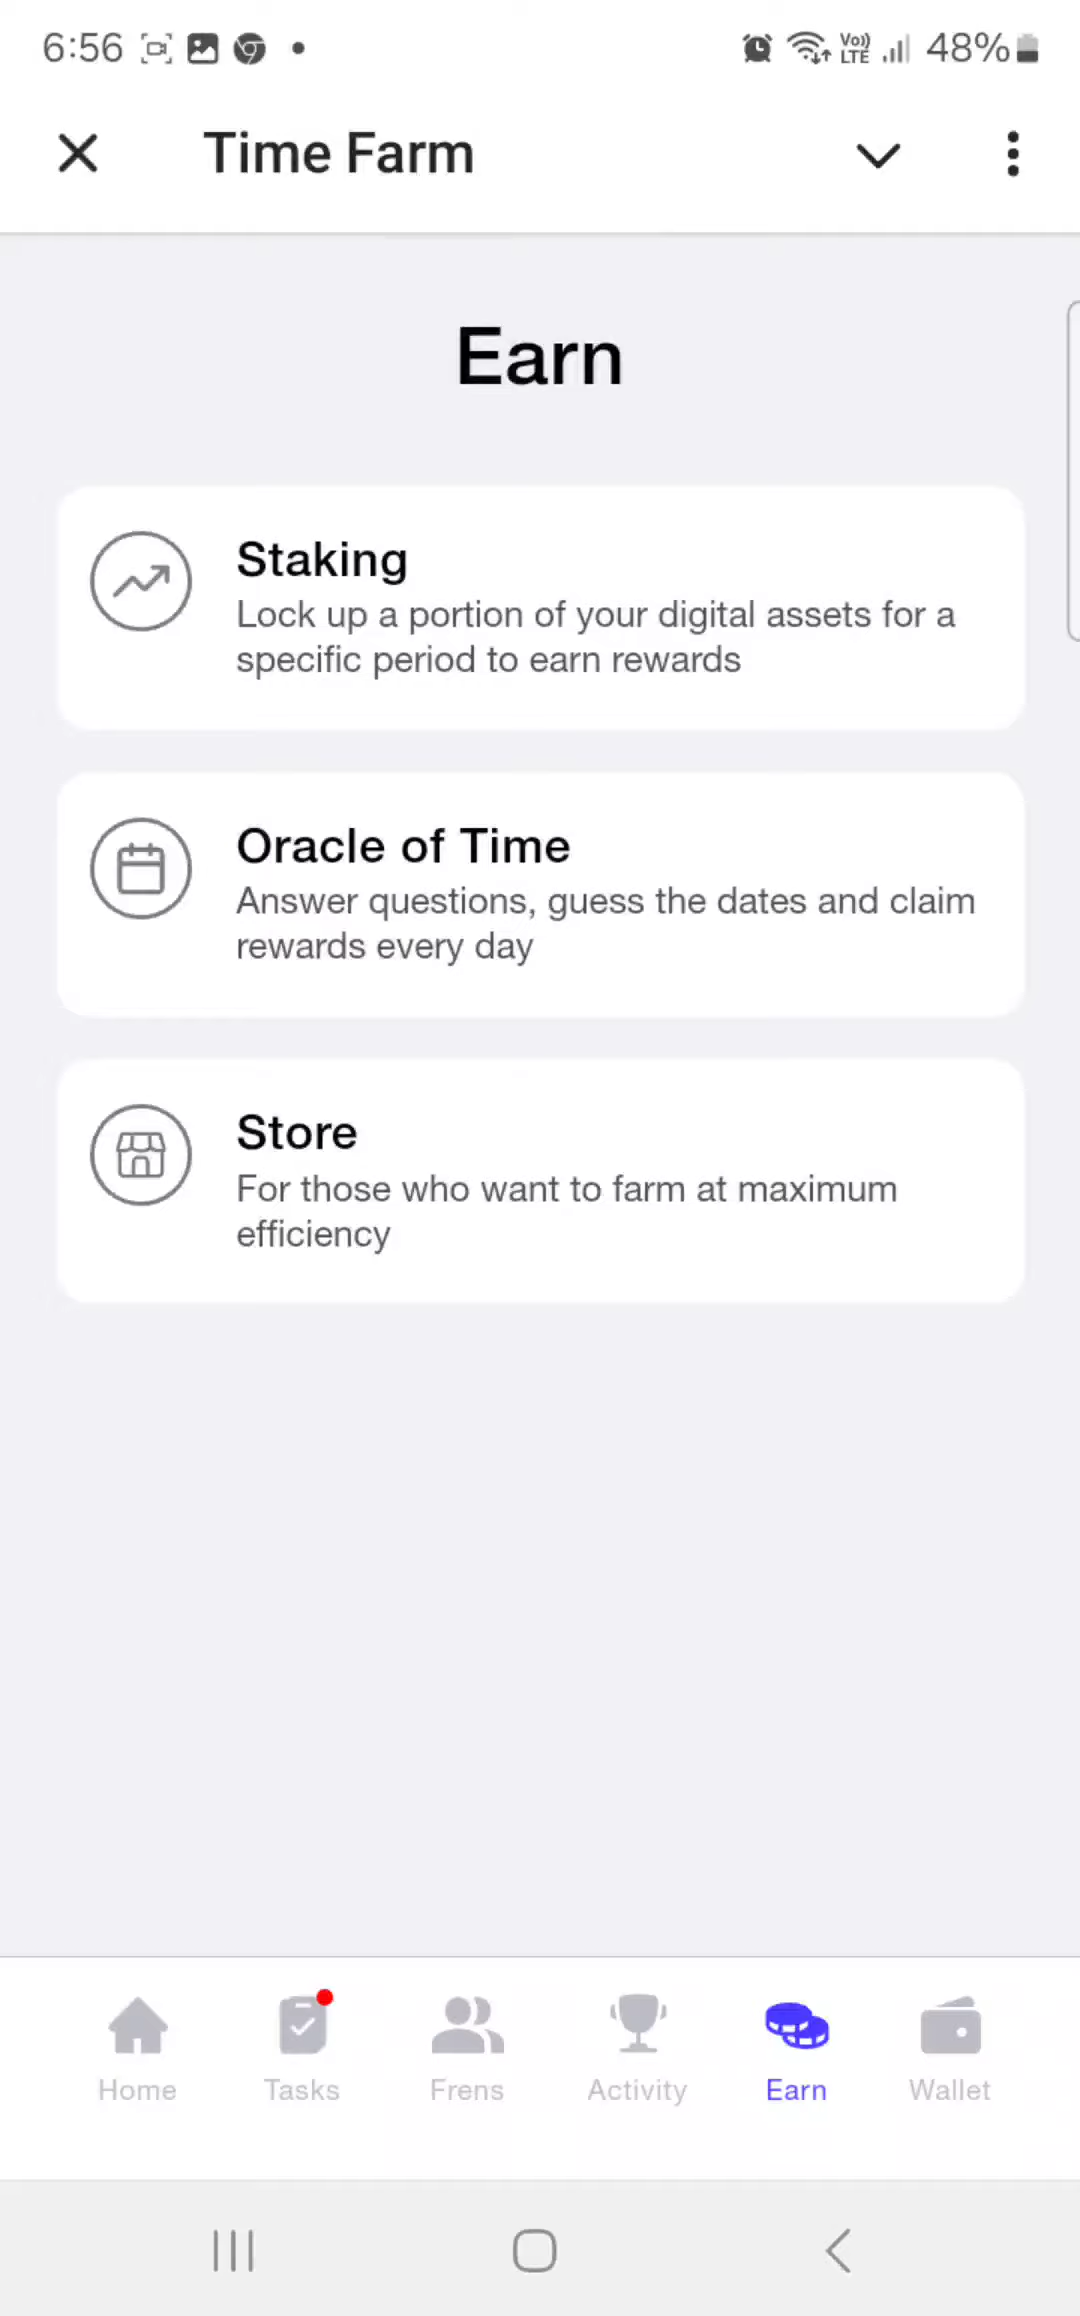 6:56
Vo)) LTE
48%
Time Farm
Earn
Staking
Lock up a portion of your digital assets for a
specific period to earn rewards
Oracle of Time
Answer questions, guess the dates and claim
rewards every day
Store
For those who want to farm at maximum
efficiency
Home
Tasks
Frens
Activity
Earn
Wallet